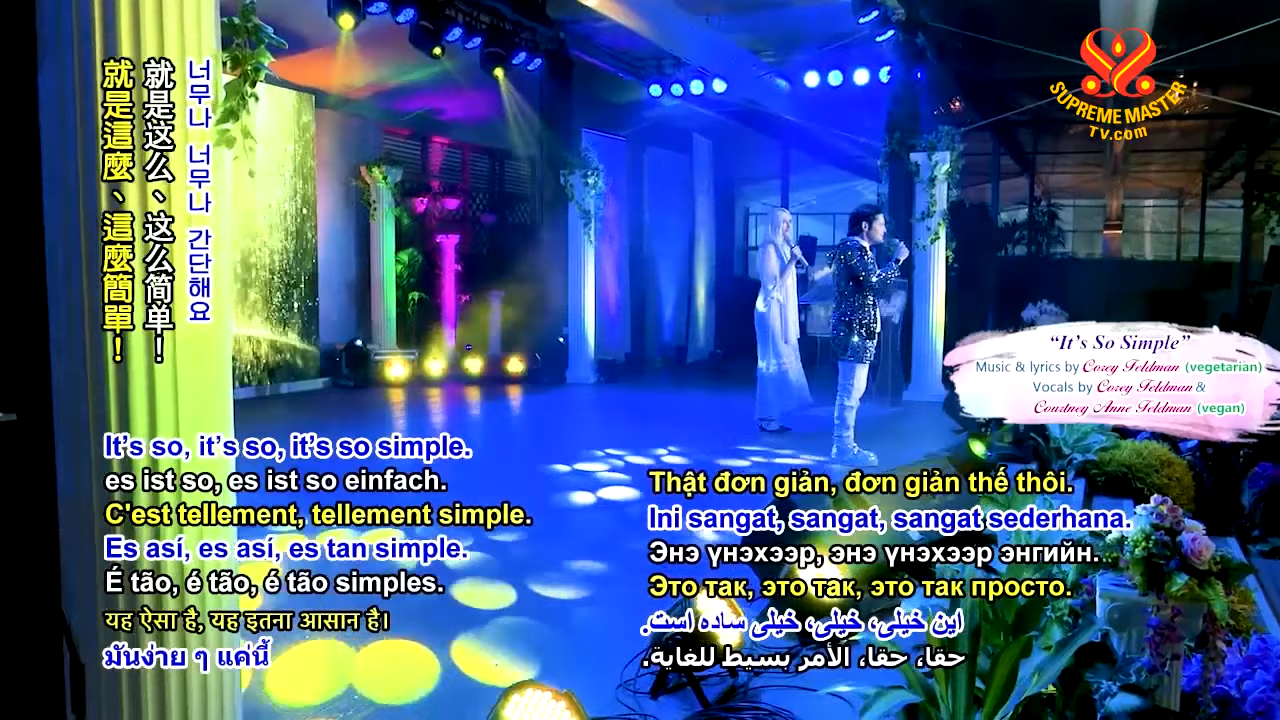 SUPREME MASTER
TV.com
就是這麼、這麼簡單！
就是这么、这么简单！
너무나 너무나 간단해요
“It’s So Simple”
Music & lyrics by Corey Feldman (vegetarian)
Vocals by Corey Feldman &
Courtney Anne Feldman (vegan)
It’s so, it’s so, it’s so simple.
es ist so, es ist so einfach.
C'est tellement, tellement simple.
Es así, es así, es tan simple.
É tão, é tão, é tão simples.
यह ऐसा है, यह इतना आसान है।
มันง่าย ๆ แค่นี้
Thật đơn giản, đơn giản thế thôi.
Ini sangat, sangat, sangat sederhana.
Энэ үнэхээр, энэ үнэхээр энгийн.
Это так, это так, это так просто.
این خیلی، خیلی، خیلی ساده است.
حقا، حقا، الأمر بسيط للغاية.